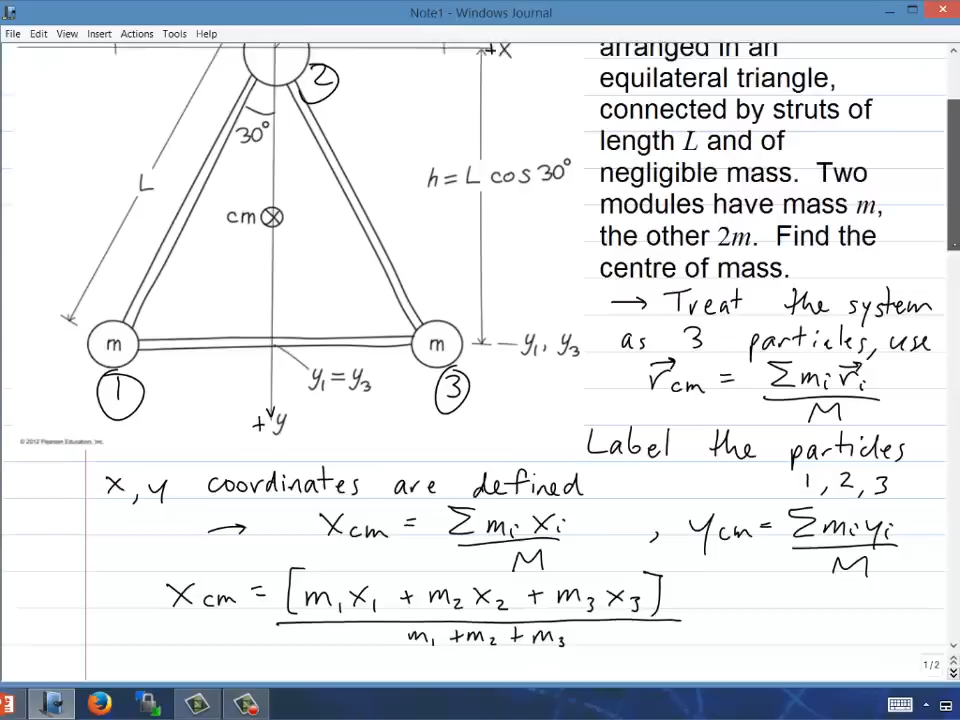 Note1 - Windows Journal
File Edit View Insert Actions Tools Help
+X
2
30°
L
h = L cos 30°
cm
m
m
y₁, y₃
1
3
y₁ = y₃
+y
© 2012 Pearson Education, Inc.
arranged in an
equilateral triangle,
connected by struts of
length L and of
negligible mass. Two
modules have mass m,
the other 2m. Find the
centre of mass.
→ Treat the system
as 3 particles, use
r⃗cm = Σ mᵢ r⃗ᵢ / M
Label the particles
1, 2, 3
x, y coordinates are defined
→ Xcm = Σ mᵢ xᵢ / M , ycm = Σ mᵢ yᵢ / M
Xcm = [m₁x₁ + m₂x₂ + m₃x₃] / m₁ + m₂ + m₃
1/2